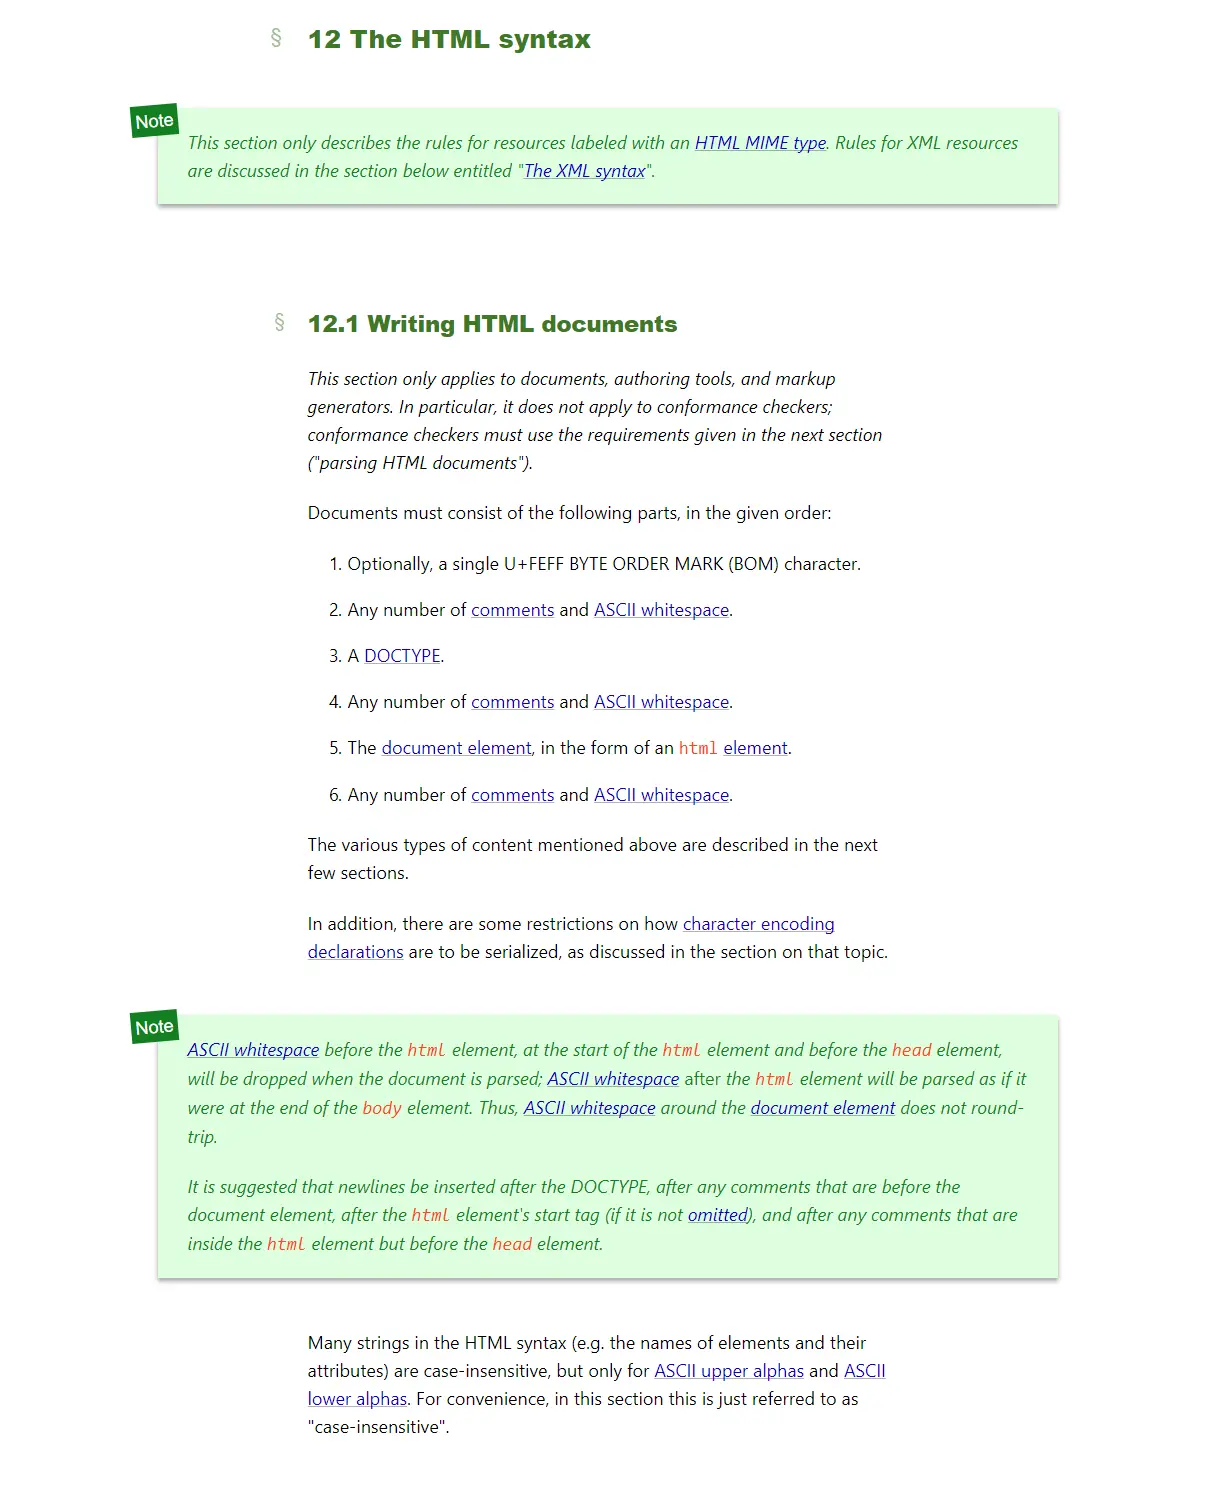 § 12 The HTML syntax
Note
This section only describes the rules for resources labeled with an HTML MIME type. Rules for XML resources
are discussed in the section below entitled "The XML syntax".
§ 12.1 Writing HTML documents
This section only applies to documents, authoring tools, and markup
generators. In particular, it does not apply to conformance checkers;
conformance checkers must use the requirements given in the next section
("parsing HTML documents").
Documents must consist of the following parts, in the given order:
1. Optionally, a single U+FEFF BYTE ORDER MARK (BOM) character.
2. Any number of comments and ASCII whitespace.
3. A DOCTYPE.
4. Any number of comments and ASCII whitespace.
5. The document element, in the form of an html element.
6. Any number of comments and ASCII whitespace.
The various types of content mentioned above are described in the next
few sections.
In addition, there are some restrictions on how character encoding
declarations are to be serialized, as discussed in the section on that topic.
Note
ASCII whitespace before the html element, at the start of the html element and before the head element,
will be dropped when the document is parsed; ASCII whitespace after the html element will be parsed as if it
were at the end of the body element. Thus, ASCII whitespace around the document element does not round-
trip.
It is suggested that newlines be inserted after the DOCTYPE, after any comments that are before the
document element, after the html element's start tag (if it is not omitted), and after any comments that are
inside the html element but before the head element.
Many strings in the HTML syntax (e.g. the names of elements and their
attributes) are case-insensitive, but only for ASCII upper alphas and ASCII
lower alphas. For convenience, in this section this is just referred to as
"case-insensitive".